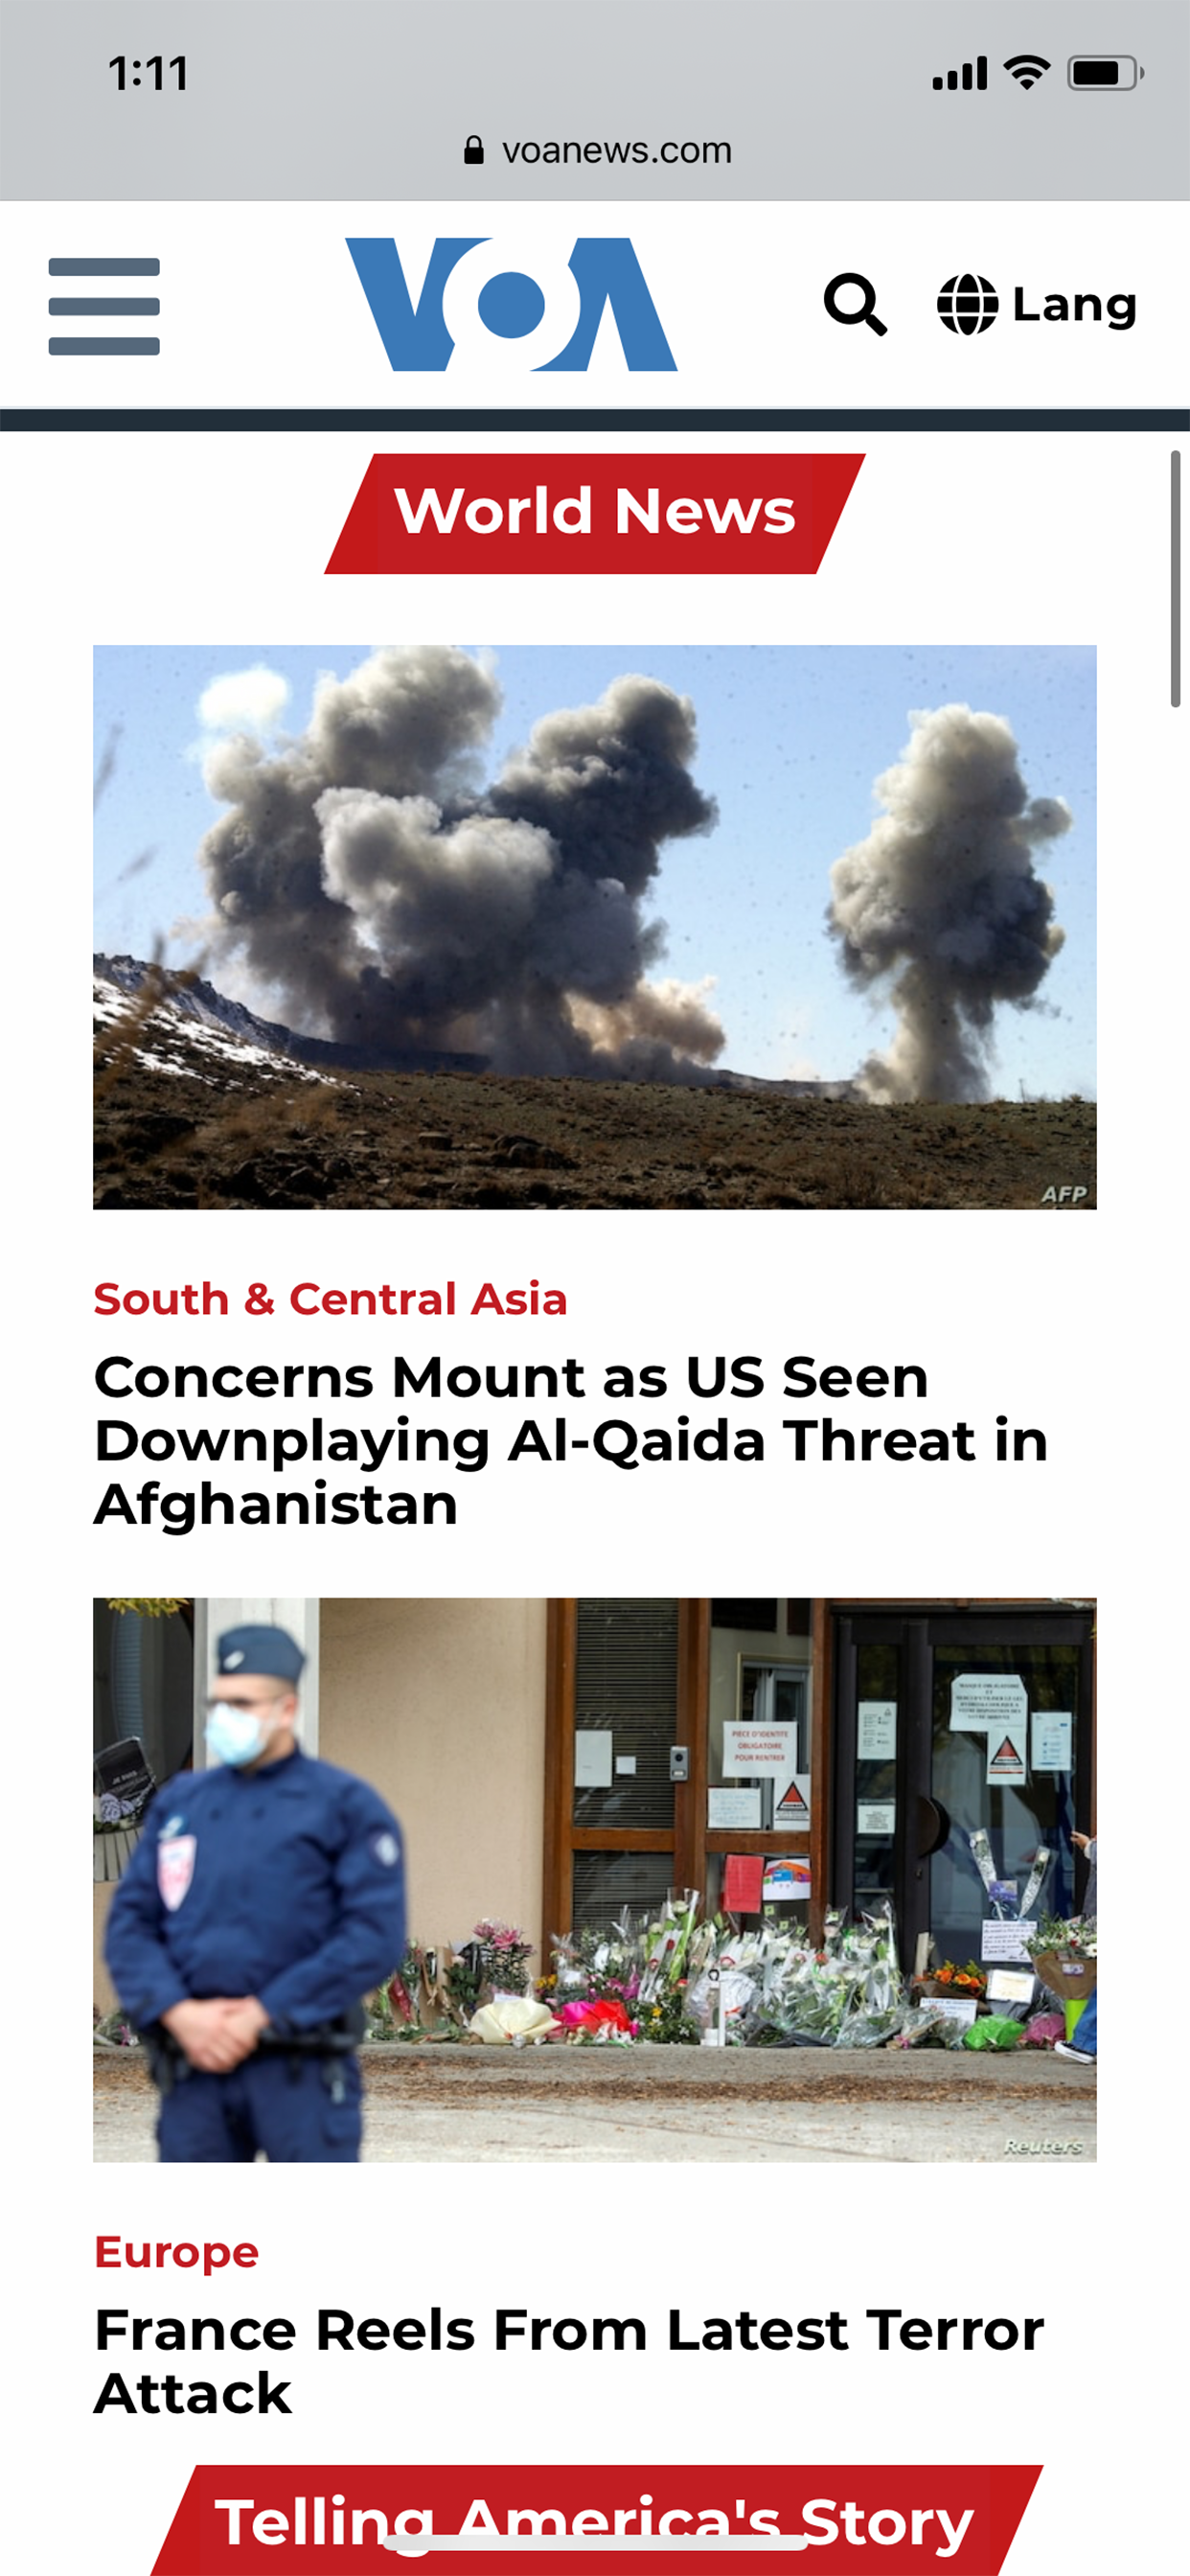 1:11
voanews.com
VOA
Lang
World News
AFP
South & Central Asia
Concerns Mount as US Seen
Downplaying Al-Qaida Threat in
Afghanistan
PIECE D'IDENTITE
OBLIGATOIRE
POUR RENTRER
Reuters
Europe
France Reels From Latest Terror
Attack
Telling America's Story